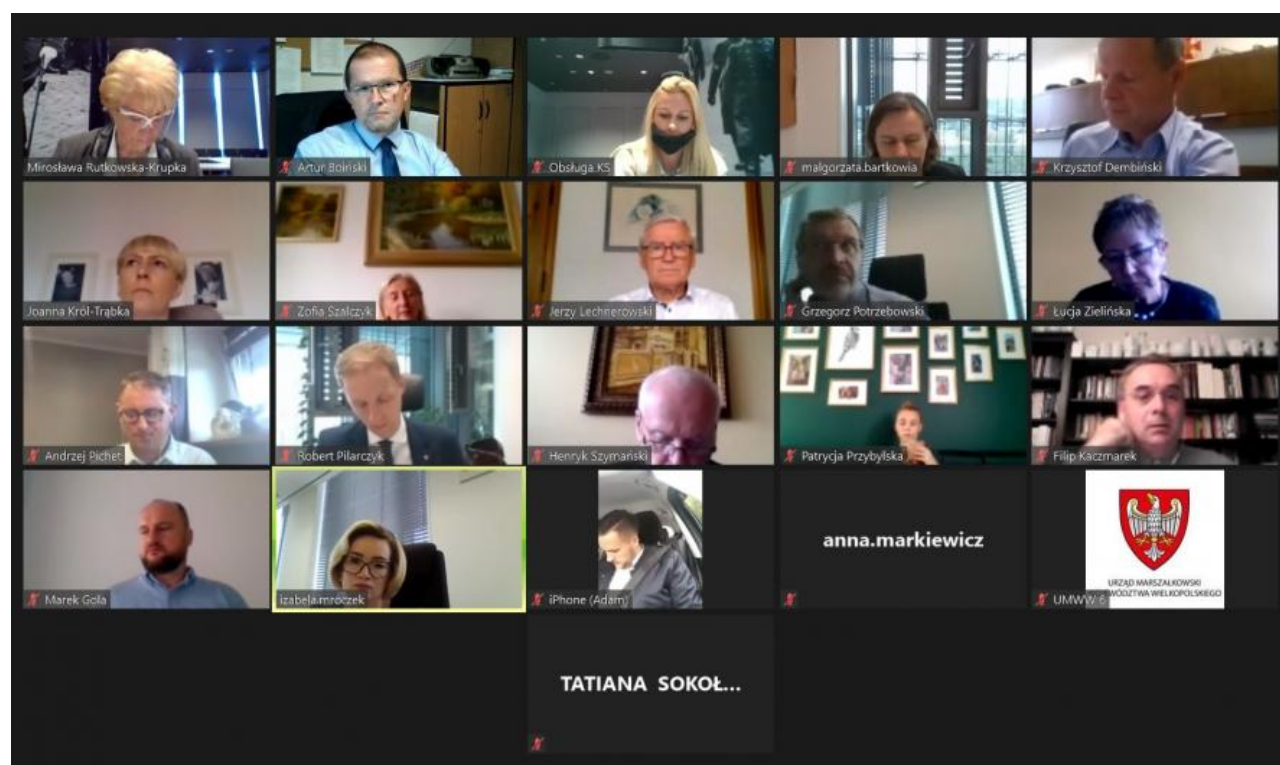 Mirosława Rutkowska-Krupka
Artur Boiński
Obsługa KS
malgorzata.bartkowia
Krzysztof Dembiński
Joanna Król-Trąbka
Zofia Szalczyk
Jerzy Lechnerowski
Grzegorz Potrzebowski
Łucja Zielińska
Andrzej Pichet
Robert Pilarczyk
Henryk Szymański
Patrycja Przybylska
Filip Kaczmarek
Marek Gola
izabela.mroczek
iPhone (Adam)
anna.markiewicz
URZĄD MARSZAŁKOWSKI
WÓDZTWA WIELKOPOLSKIEGO
UMWW 6
TATIANA SOKOŁ...